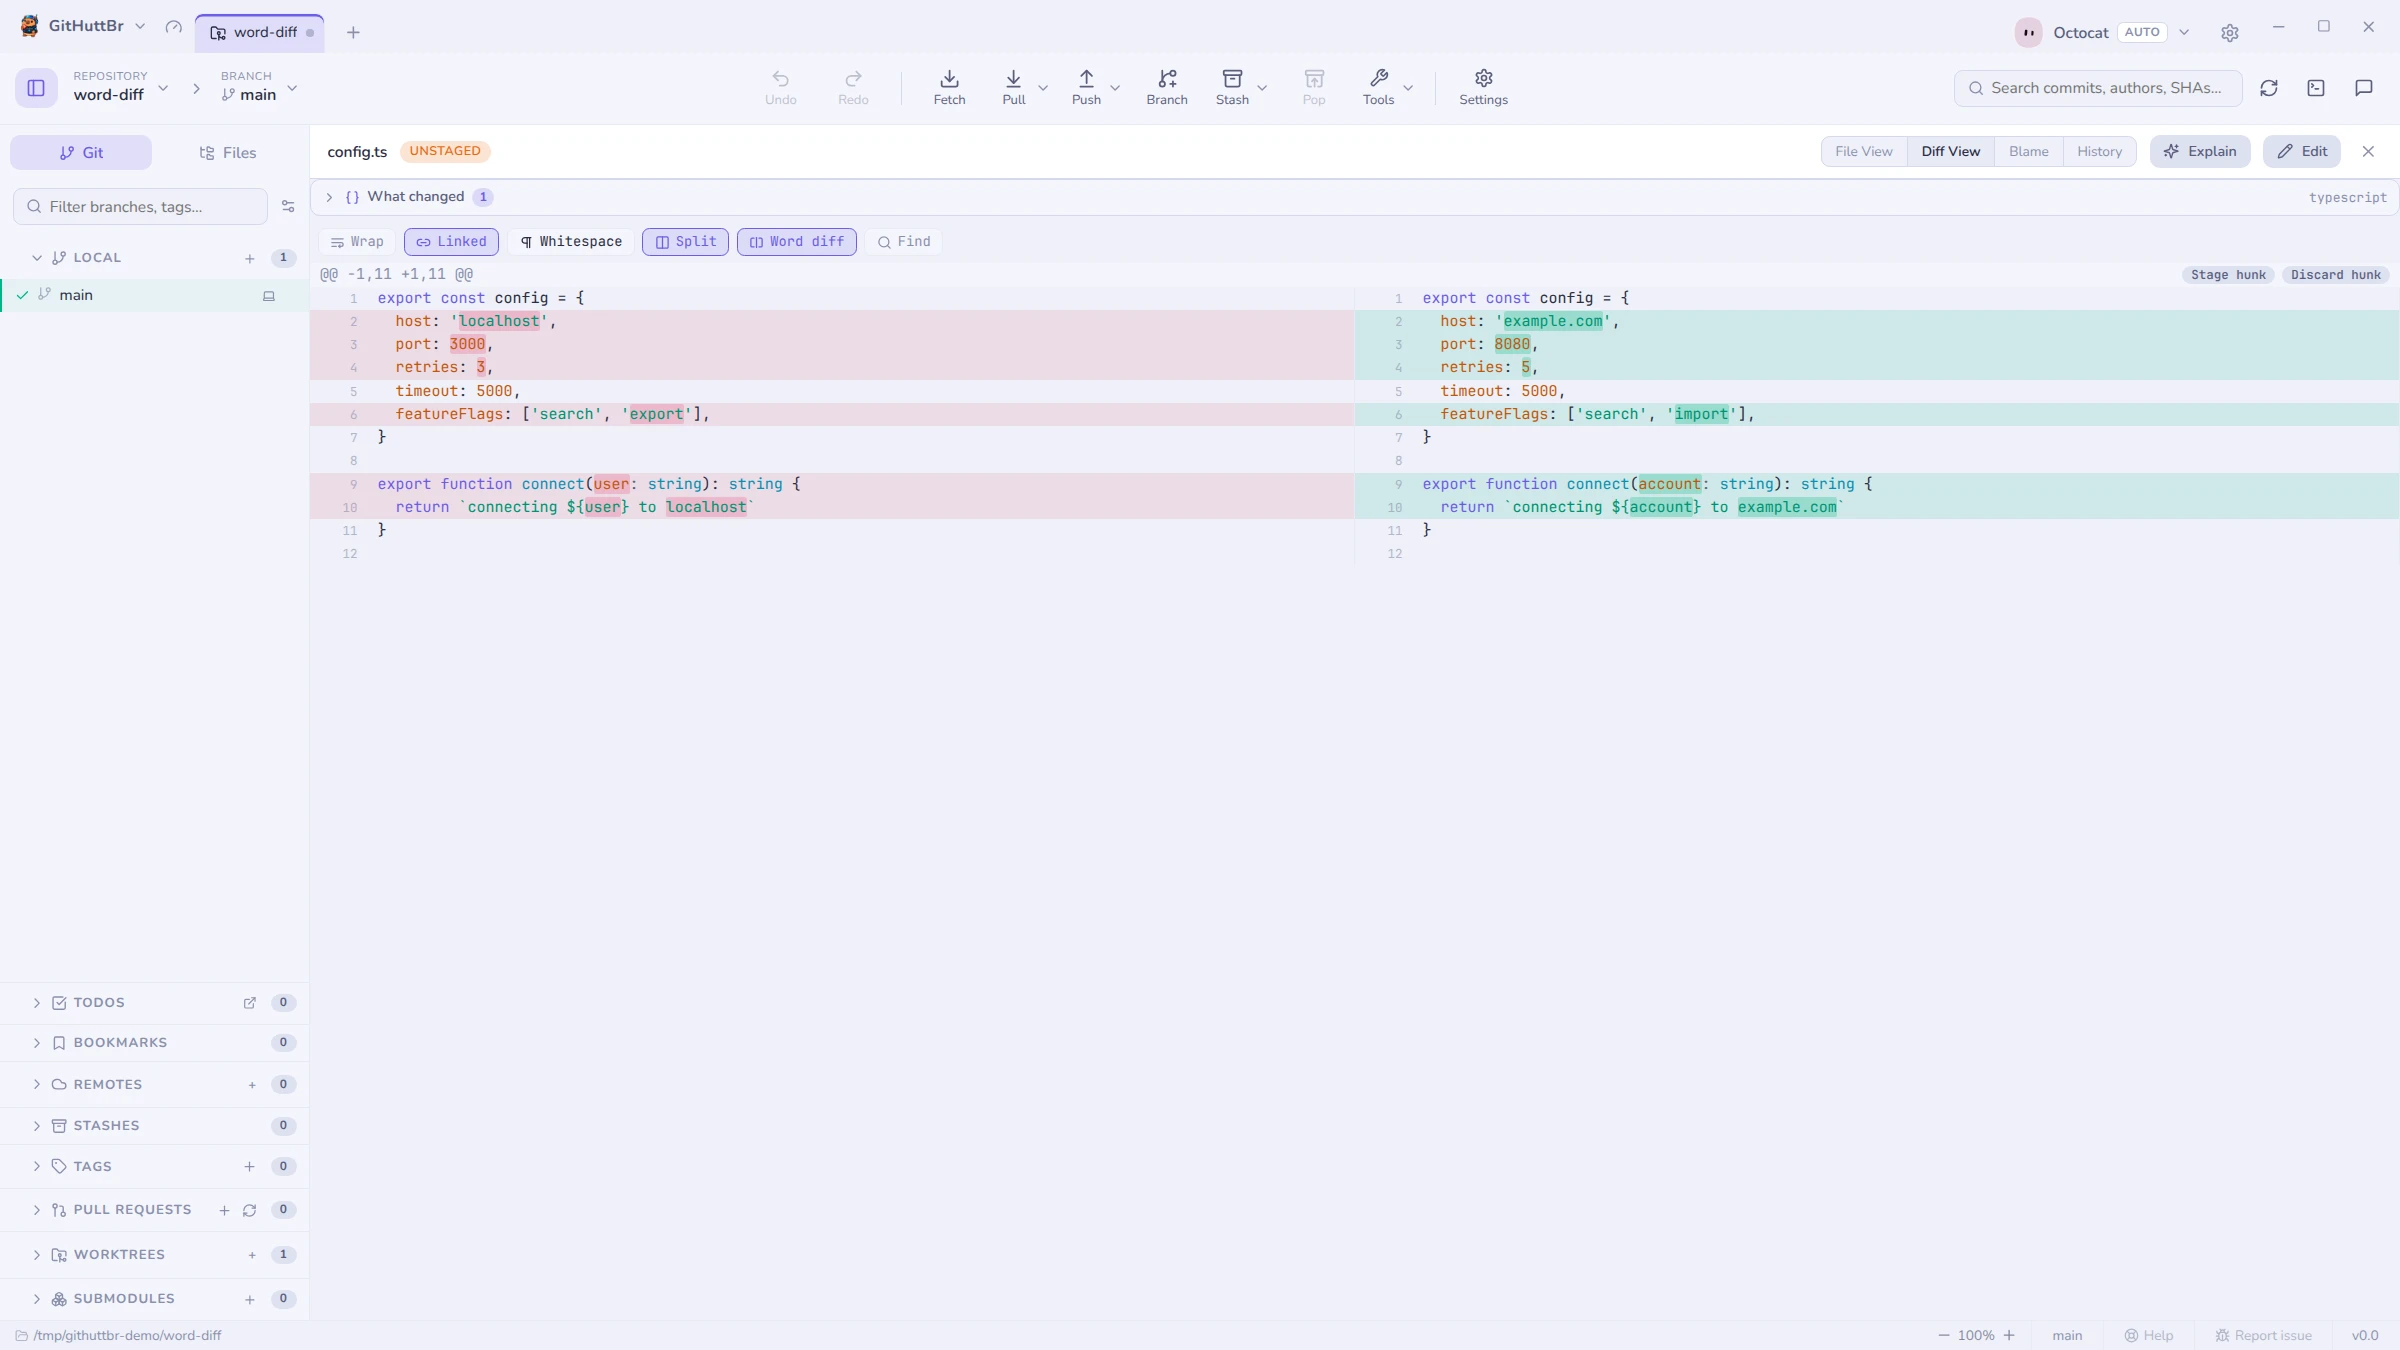 GitHuttBr
word-diff
Octocat AUTO
REPOSITORY
word-diff
BRANCH
main
Undo
Redo
Fetch
Pull
Push
Branch
Stash
Pop
Tools
Settings
Search commits, authors, SHAs...
Git
Files
Filter branches, tags...
LOCAL 1
main
config.ts UNSTAGED
File View
Diff View
Blame
History
Explain
Edit
{} What changed 1
typescript
Wrap
Linked
¶ Whitespace
Split
Word diff
Find
@@ -1,11 +1,11 @@
Stage hunk
Discard hunk
1 export const config = {
2 host: 'localhost',
3 port: 3000,
4 retries: 3,
5 timeout: 5000,
6 featureFlags: ['search', 'export'],
7 }
8
9 export function connect(user: string): string {
10 return `connecting ${user} to localhost`
11 }
12
1 export const config = {
2 host: 'example.com',
3 port: 8080,
4 retries: 5,
5 timeout: 5000,
6 featureFlags: ['search', 'import'],
7 }
8
9 export function connect(account: string): string {
10 return `connecting ${account} to example.com`
11 }
12
TODOS 0
BOOKMARKS 0
REMOTES + 0
STASHES 0
TAGS + 0
PULL REQUESTS + 0
WORKTREES + 1
SUBMODULES + 0
/tmp/githuttbr-demo/word-diff
— 100% +
main
Help
Report issue
v0.0